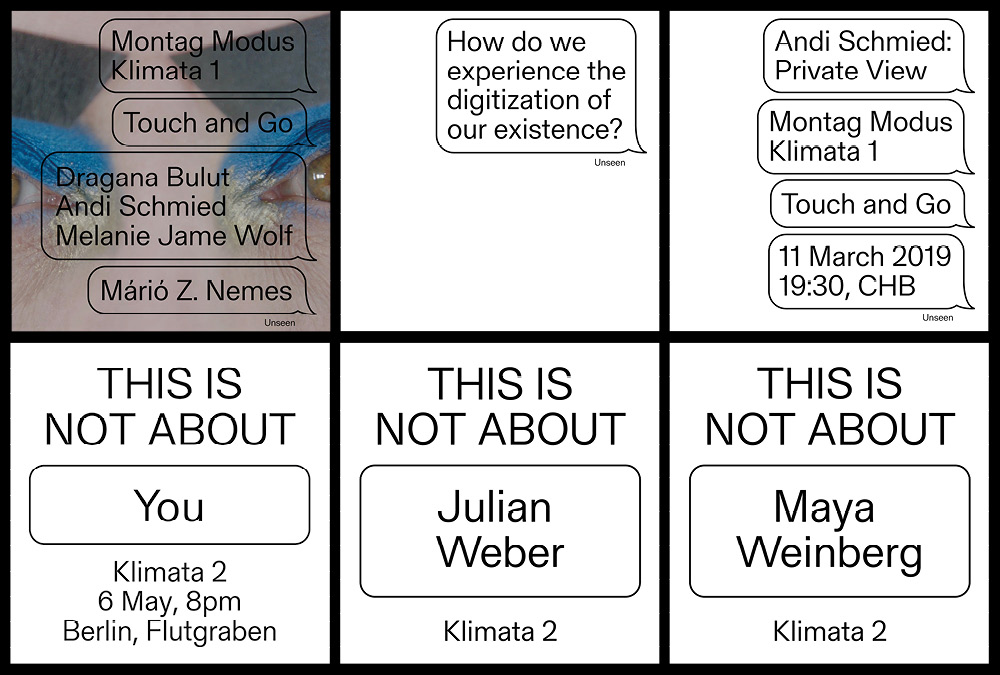 Montag Modus
Klimata 1
Touch and Go
Dragana Bulut
Andi Schmied
Melanie Jame Wolf
Márió Z. Nemes
Unseen
How do we
experience the
digitization of
our existence?
Unseen
Andi Schmied:
Private View
Montag Modus
Klimata 1
Touch and Go
11 March 2019
19:30, CHB
Unseen
THIS IS
NOT ABOUT
You
Klimata 2
6 May, 8pm
Berlin, Flutgraben
THIS IS
NOT ABOUT
Julian
Weber
Klimata 2
THIS IS
NOT ABOUT
Maya
Weinberg
Klimata 2